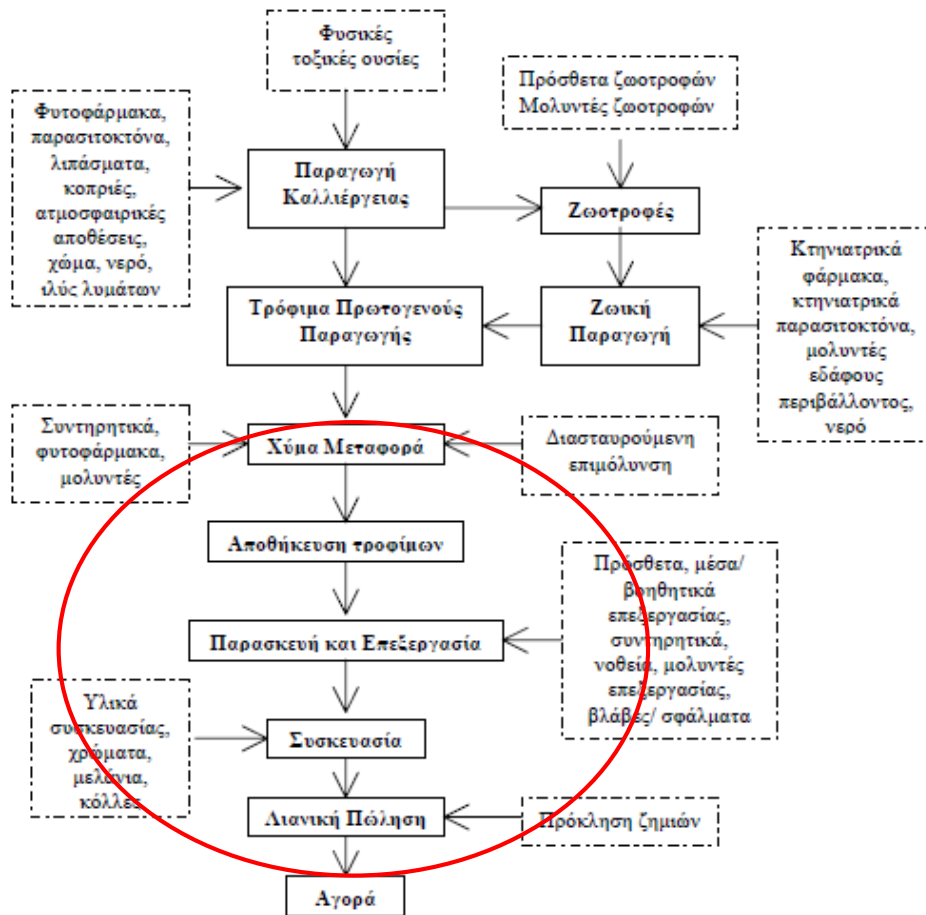 Φυσικές
τοξικές ουσίες
Πρόσθετα ζωοτροφών
Μολυντές ζωοτροφών
Φυτοφάρμακα,
παρασιτοκτόνα,
λιπάσματα,
κοπριές,
ατμοσφαιρικές
αποθέσεις,
χώμα, νερό,
ιλύς λυμάτων
Παραγωγή
Καλλιέργειας
Ζωοτροφές
Κτηνιατρικά
φάρμακα,
κτηνιατρικά
παρασιτοκτόνα,
μολυντές
εδάφους
περιβάλλοντος,
νερό
Τρόφιμα Πρωτογενούς
Παραγωγής
Ζωική
Παραγωγή
Συντηρητικά,
φυτοφάρμακα,
μολυντές
Χύμα Μεταφορά
Διασταυρούμενη
επιμόλυνση
Αποθήκευση τροφίμων
Πρόσθετα, μέσα/
βοηθητικά
επεξεργασίας,
συντηρητικά,
νοθεία, μολυντές
επεξεργασίας,
βλάβες/ σφάλματα
Παρασκευή και Επεξεργασία
Υλικά
συσκευασίας,
χρώματα,
μελάνια,
κόλλες
Συσκευασία
Λιανική Πώληση
Πρόκληση ζημιών
Αγορά